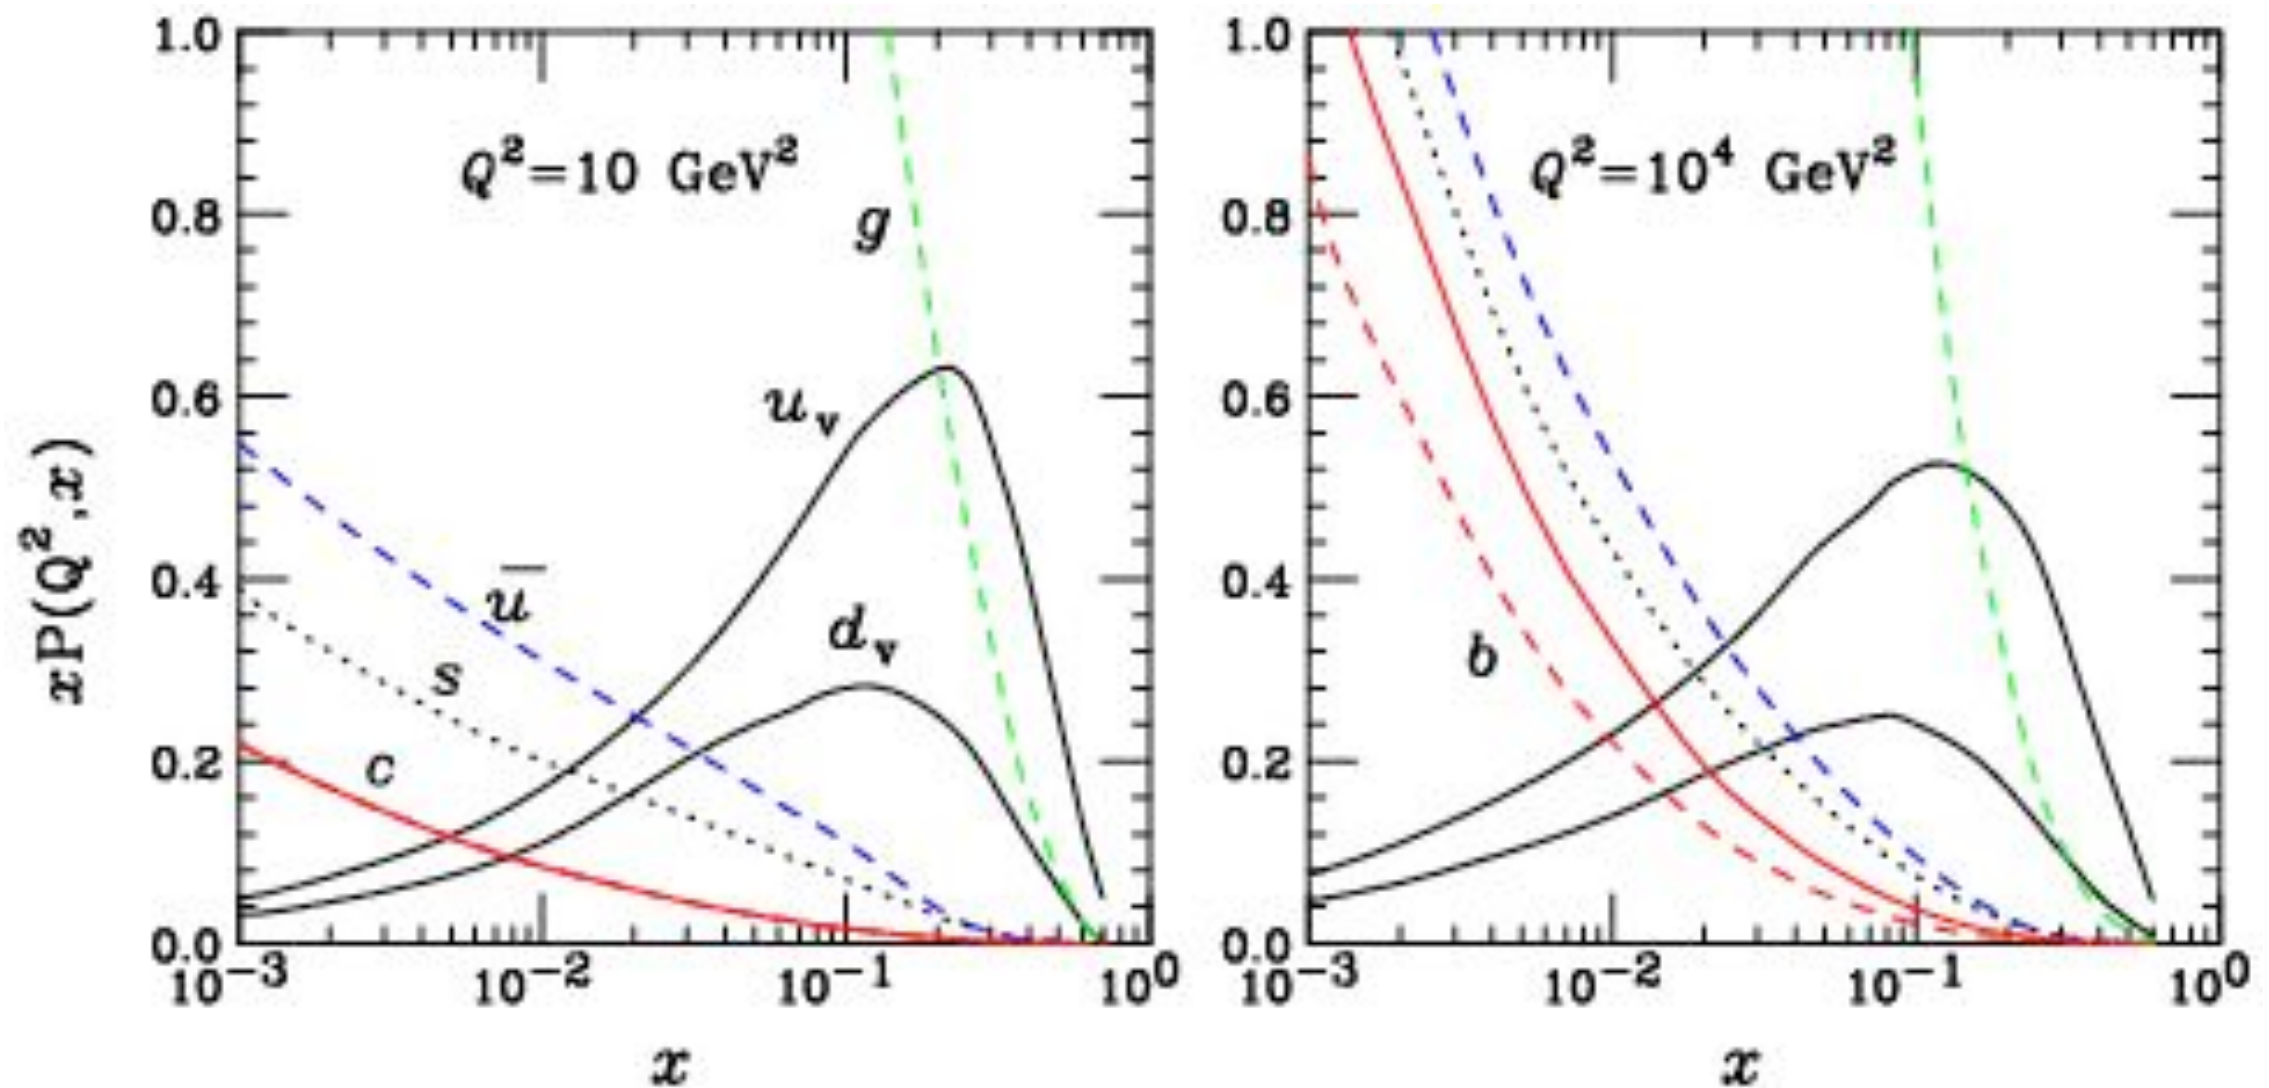 xP(Q²,x)
1.0
0.8
0.6
0.4
0.2
0.0
Q²=10 GeV²
g
u_v
d_v
u̅
s
c
10⁻³ 10⁻² 10⁻¹ 10⁰
x
1.0
0.8
0.6
0.4
0.2
0.0
Q²=10⁴ GeV²
b
10⁻³ 10⁻² 10⁻¹ 10⁰
x